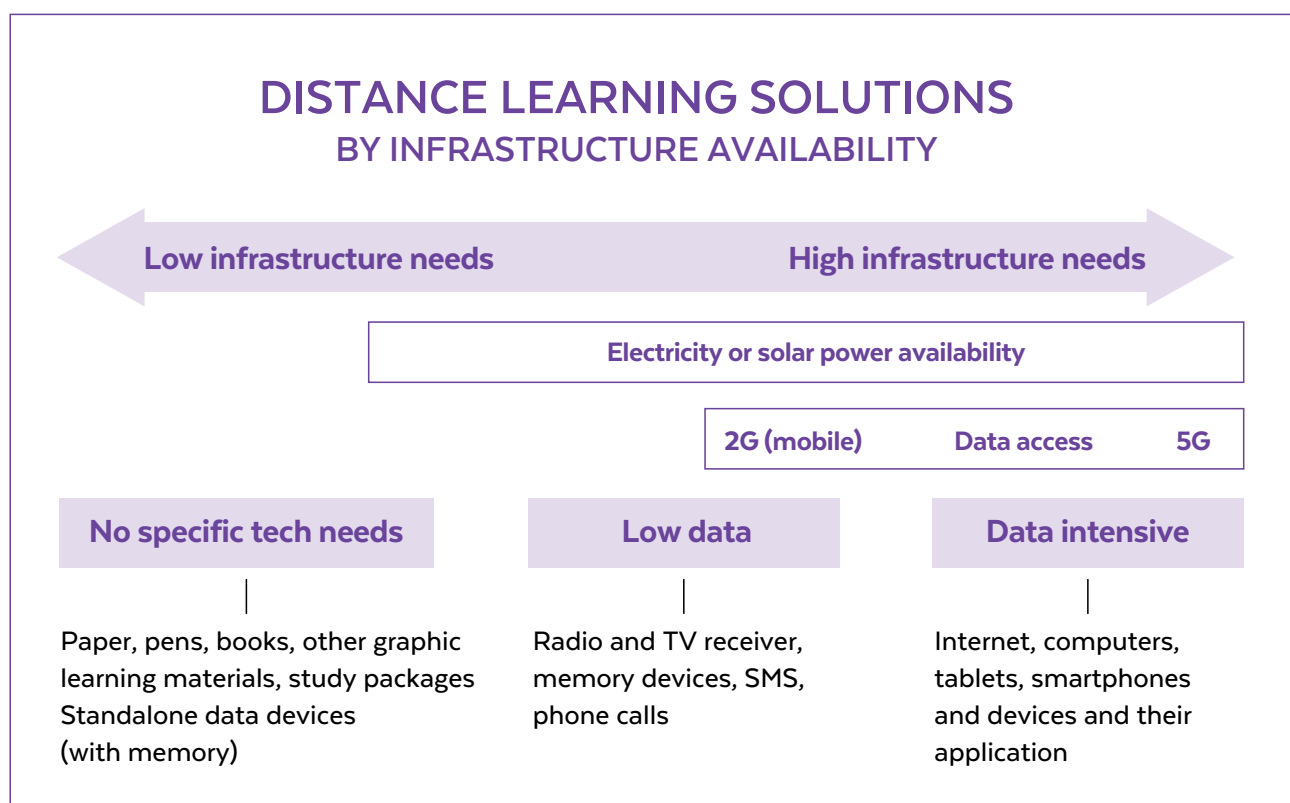 DISTANCE LEARNING SOLUTIONS
BY INFRASTRUCTURE AVAILABILITY
Low infrastructure needs
High infrastructure needs
Electricity or solar power availability
2G (mobile)
Data access
5G
No specific tech needs
Paper, pens, books, other graphic
learning materials, study packages
Standalone data devices
(with memory)
Low data
Radio and TV receiver,
memory devices, SMS,
phone calls
Data intensive
Internet, computers,
tablets, smartphones
and devices and their
application